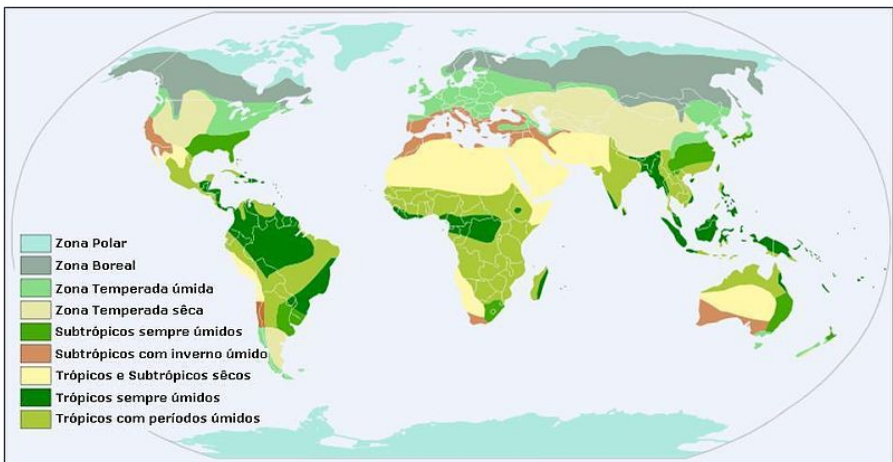 Zona Polar
Zona Boreal
Zona Temperada úmida
Zona Temperada sêca
Subtrópicos sempre úmidos
Subtrópicos com inverno úmido
Trópicos e Subtrópicos sêcos
Trópicos sempre úmidos
Trópicos com períodos úmidos